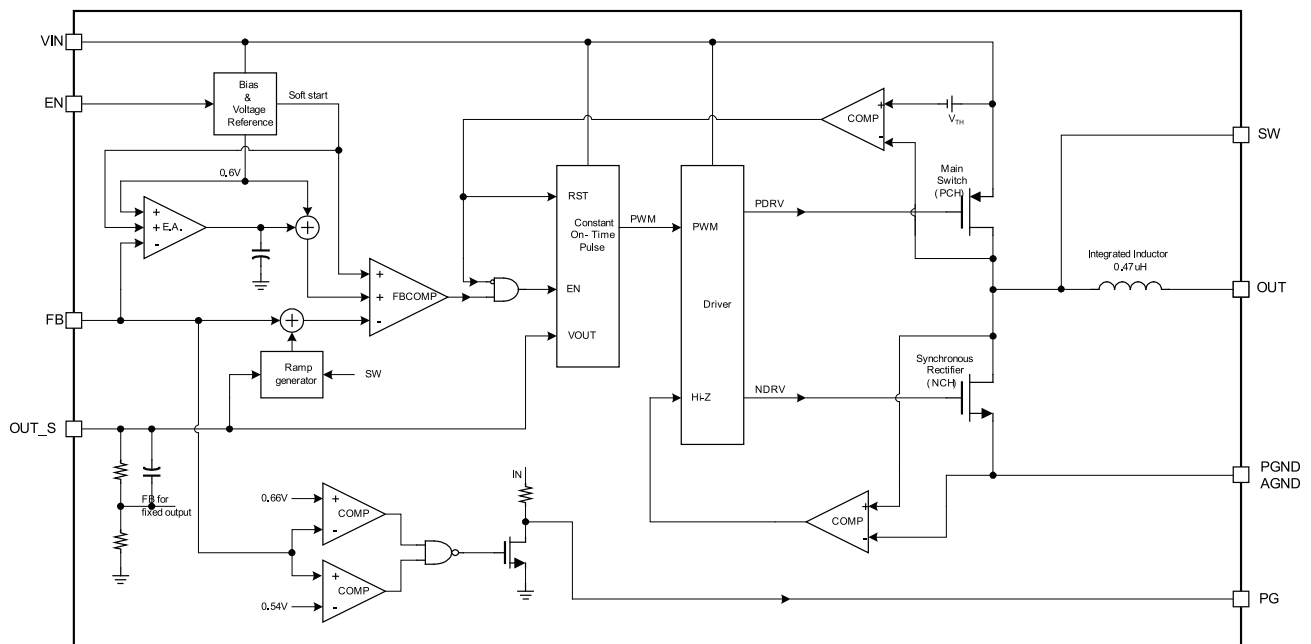 VIN
EN
Bias
&
Voltage
Reference
Soft start
0.6V
+
+
-
E.A.
+
+
+
-
FBCOMP
FB
+
Ramp
generator
SW
OUT_S
FB for
fixed output
RST
Constant
On- Time
Pulse
EN
VOUT
PWM
PWM
Driver
Hi-Z
PDRV
NDRV
+
-
COMP
VTH
Main
Switch
(PCH)
Synchronous
Rectifier
(NCH)
+
-
COMP
Integrated Inductor
0.47uH
SW
OUT
PGND
AGND
0.66V
+
-
COMP
+
-
COMP
0.54V
IN
PG